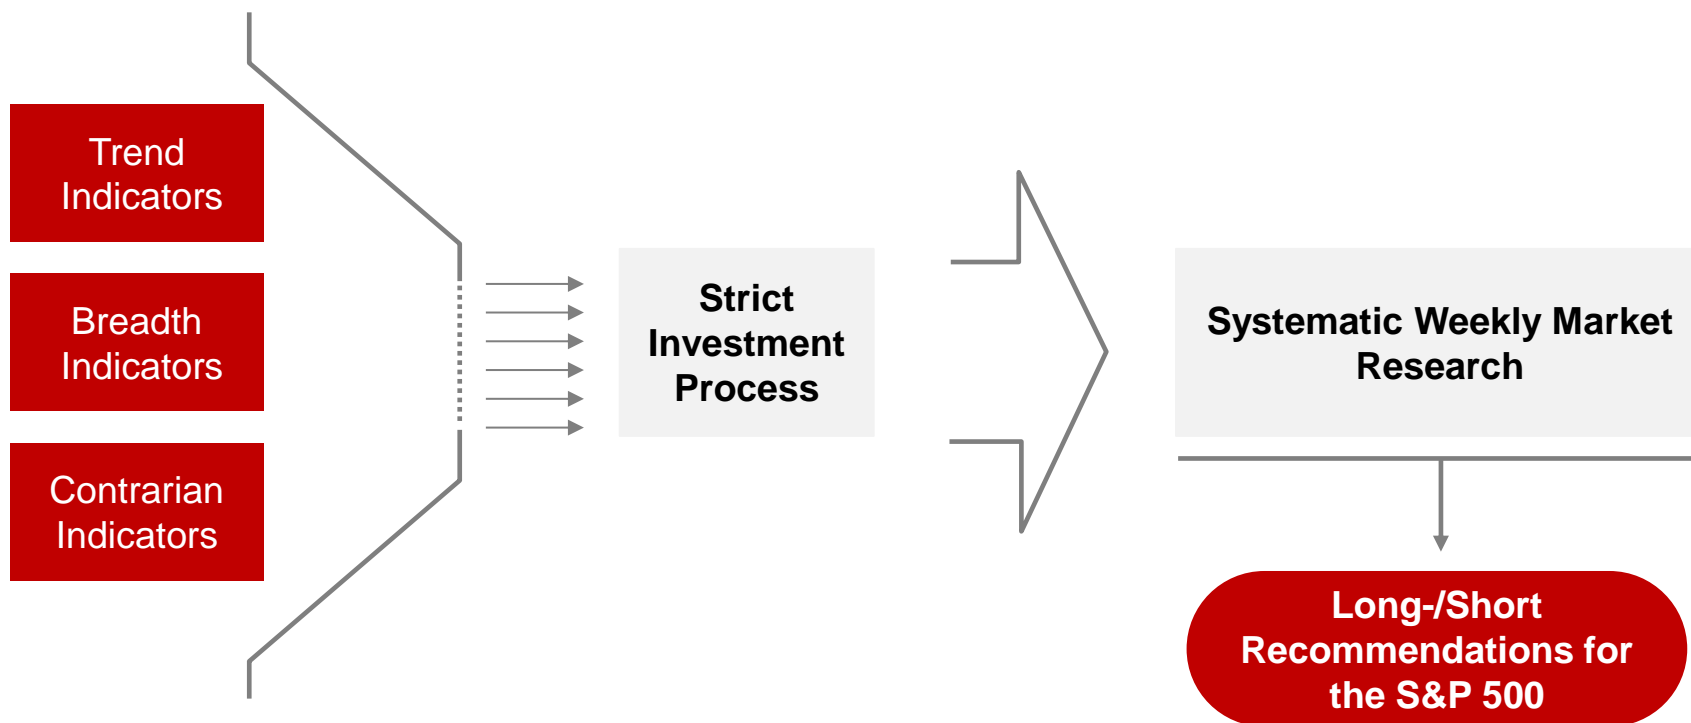 Trend
Indicators
Breadth
Indicators
Contrarian
Indicators
Strict
Investment
Process
Systematic Weekly Market
Research
Long-/Short
Recommendations for
the S&P 500